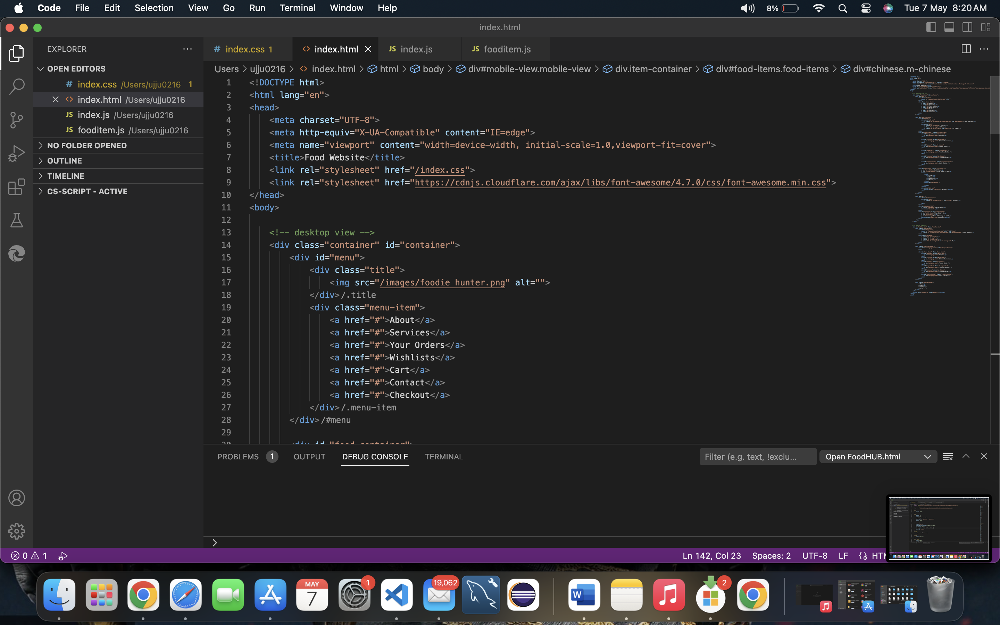 Code File Edit Selection View Go Run Terminal Window Help 8% Tue 7 May 8:20 AM
index.html
EXPLORER
# index.css 1 index.html JS index.js JS fooditem.js
OPEN EDITORS
# index.css /Users/ujju0216 1
index.html /Users/ujju0216
JS index.js /Users/ujju0216
JS fooditem.js /Users/ujju0216
NO FOLDER OPENED
OUTLINE
TIMELINE
CS-SCRIPT - ACTIVE
Users > ujju0216 > index.html > html > body > div#mobile-view.mobile-view > div.item-container > div#food-items.food-items > div#chinese.m-chinese
1 <!DOCTYPE html>
2 <html lang="en">
3 <head>
4 <meta charset="UTF-8">
5 <meta http-equiv="X-UA-Compatible" content="IE=edge">
6 <meta name="viewport" content="width=device-width, initial-scale=1.0,viewport-fit=cover">
7 <title>Food Website</title>
8 <link rel="stylesheet" href="/index.css">
9 <link rel="stylesheet" href="https://cdnjs.cloudflare.com/ajax/libs/font-awesome/4.7.0/css/font-awesome.min.css">
10 </head>
11 <body>
12
13 <!-- desktop view -->
14 <div class="container" id="container">
15 <div id="menu">
16 <div class="title">
17 <img src="/images/foodie hunter.png" alt="">
18 </div>/.title
19 <div class="menu-item">
20 <a href="#">About</a>
21 <a href="#">Services</a>
22 <a href="#">Your Orders</a>
23 <a href="#">Wishlists</a>
24 <a href="#">Cart</a>
25 <a href="#">Contact</a>
26 <a href="#">Checkout</a>
27 </div>/.menu-item
28 </div>/#menu
29
30 <div id="food-container">
PROBLEMS 1 OUTPUT DEBUG CONSOLE TERMINAL Filter (e.g. text, !exclu... Open FoodHUB.html
>
0 1 Ln 142, Col 23 Spaces: 2 UTF-8 LF HTM
MAY
7
1
19,062
W
2